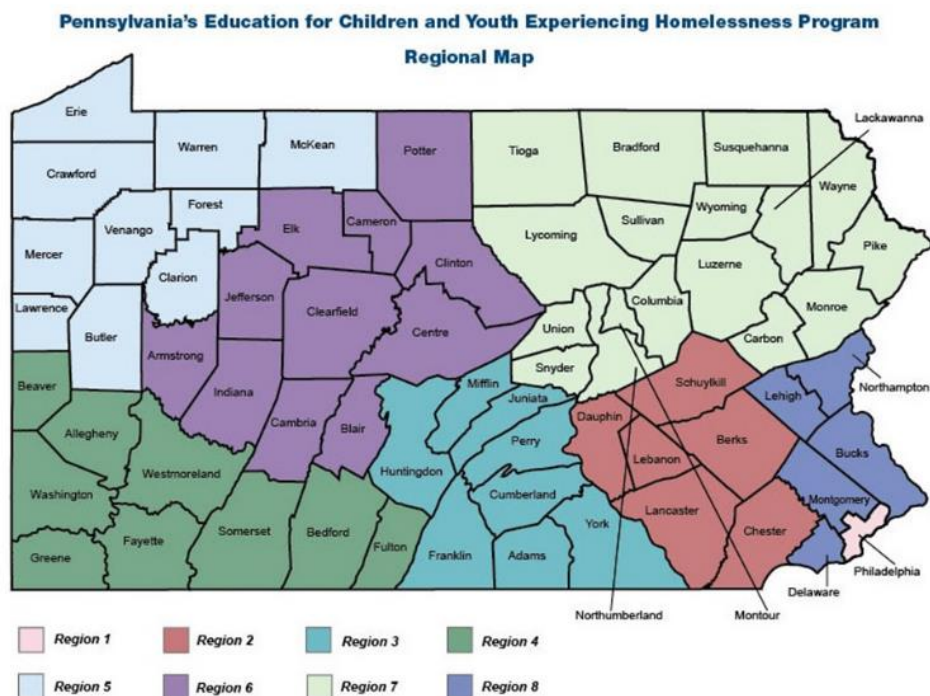 Pennsylvania's Education for Children and Youth Experiencing Homelessness Program
Regional Map
Erie
Warren
McKean
Potter
Tioga
Bradford
Susquehanna
Lackawanna
Crawford
Forest
Elk
Cameron
Lycoming
Sullivan
Wyoming
Wayne
Mercer
Venango
Clarion
Jefferson
Clearfield
Clinton
Centre
Union
Columbia
Luzerne
Pike
Lawrence
Butler
Armstrong
Indiana
Snyder
Carbon
Monroe
Northampton
Beaver
Allegheny
Cambria
Blair
Mifflin
Juniata
Huntingdon
Perry
Dauphin
Schuylkill
Lehigh
Westmoreland
Lebanon
Berks
Bucks
Washington
Cumberland
Montgomery
Greene
Fayette
Somerset
Bedford
Fulton
Franklin
Adams
York
Lancaster
Chester
Philadelphia
Delaware
Northumberland
Montour
Region 1
Region 2
Region 3
Region 4
Region 5
Region 6
Region 7
Region 8